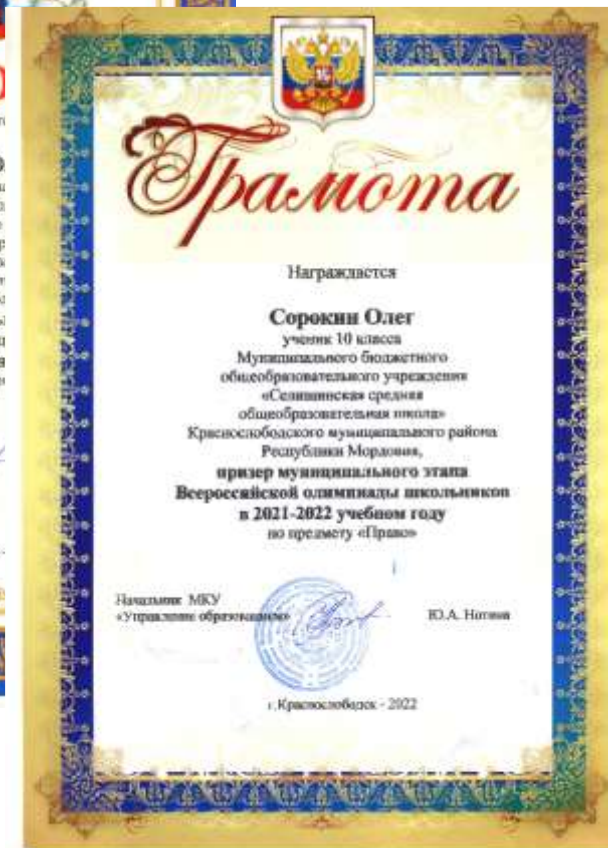 Грамота
Награждается
Сорокин Олег
ученик 10 класса
Муниципального бюджетного
общеобразовательного учреждения
«Селищинская средняя
общеобразовательная школа»
Краснослободского муниципального района
Республики Мордовия,
призер муниципального этапа
Всероссийской олимпиады школьников
в 2021-2022 учебном году
по предмету «Право»
Начальник МКУ
«Управление образованием»
Ю.А.
г.Краснослободск - 2022